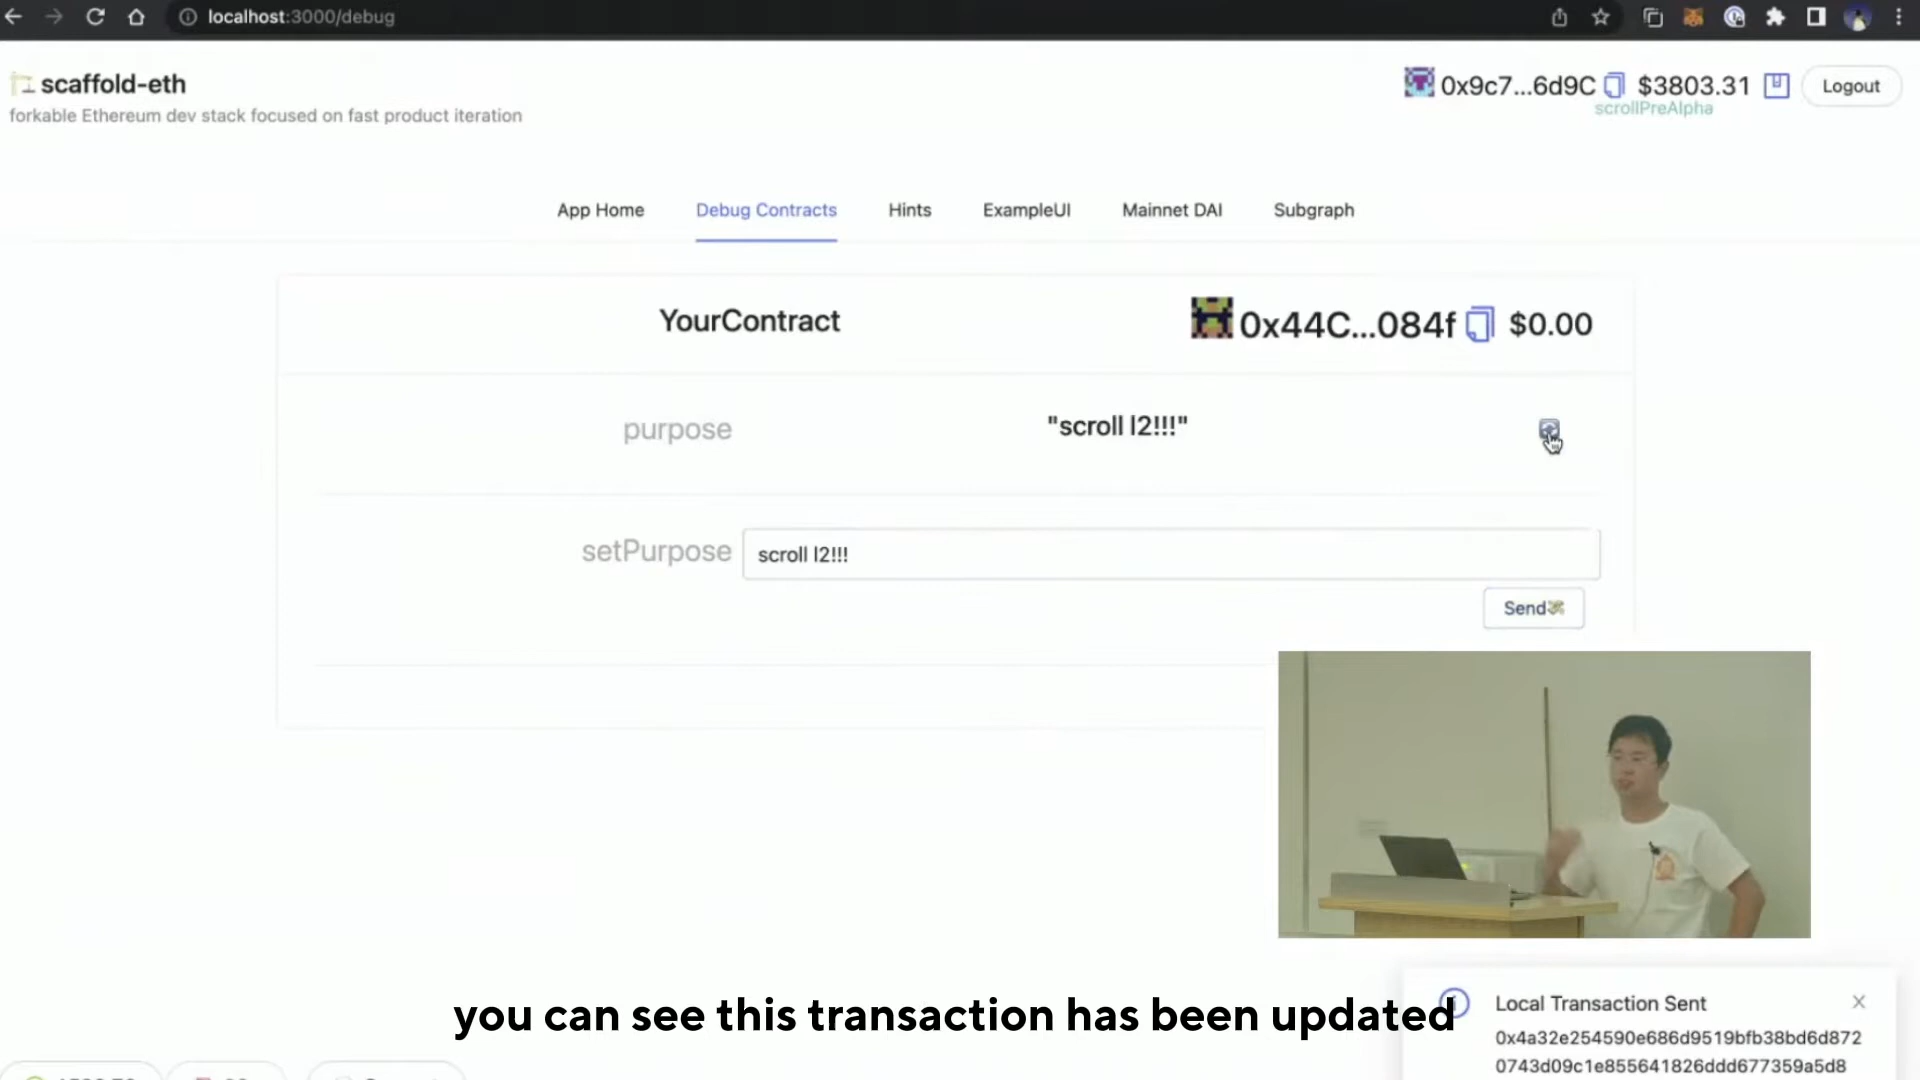 localhost:3000/debug
scaffold-eth
forkable Ethereum dev stack focused on fast product iteration
0x9c7...6d9C $3803.31 Logout
scrollPreAlpha
App Home Debug Contracts Hints ExampleUI Mainnet DAI Subgraph
YourContract 0x44C...084f $0.00
purpose "scroll l2!!!"
setPurpose scroll l2!!!
Send
you can see this transaction has been updated
Local Transaction Sent
0x4a32e254590e686d9519bfb38bd6d872
0743d09c1e855641826ddd677359a5d8